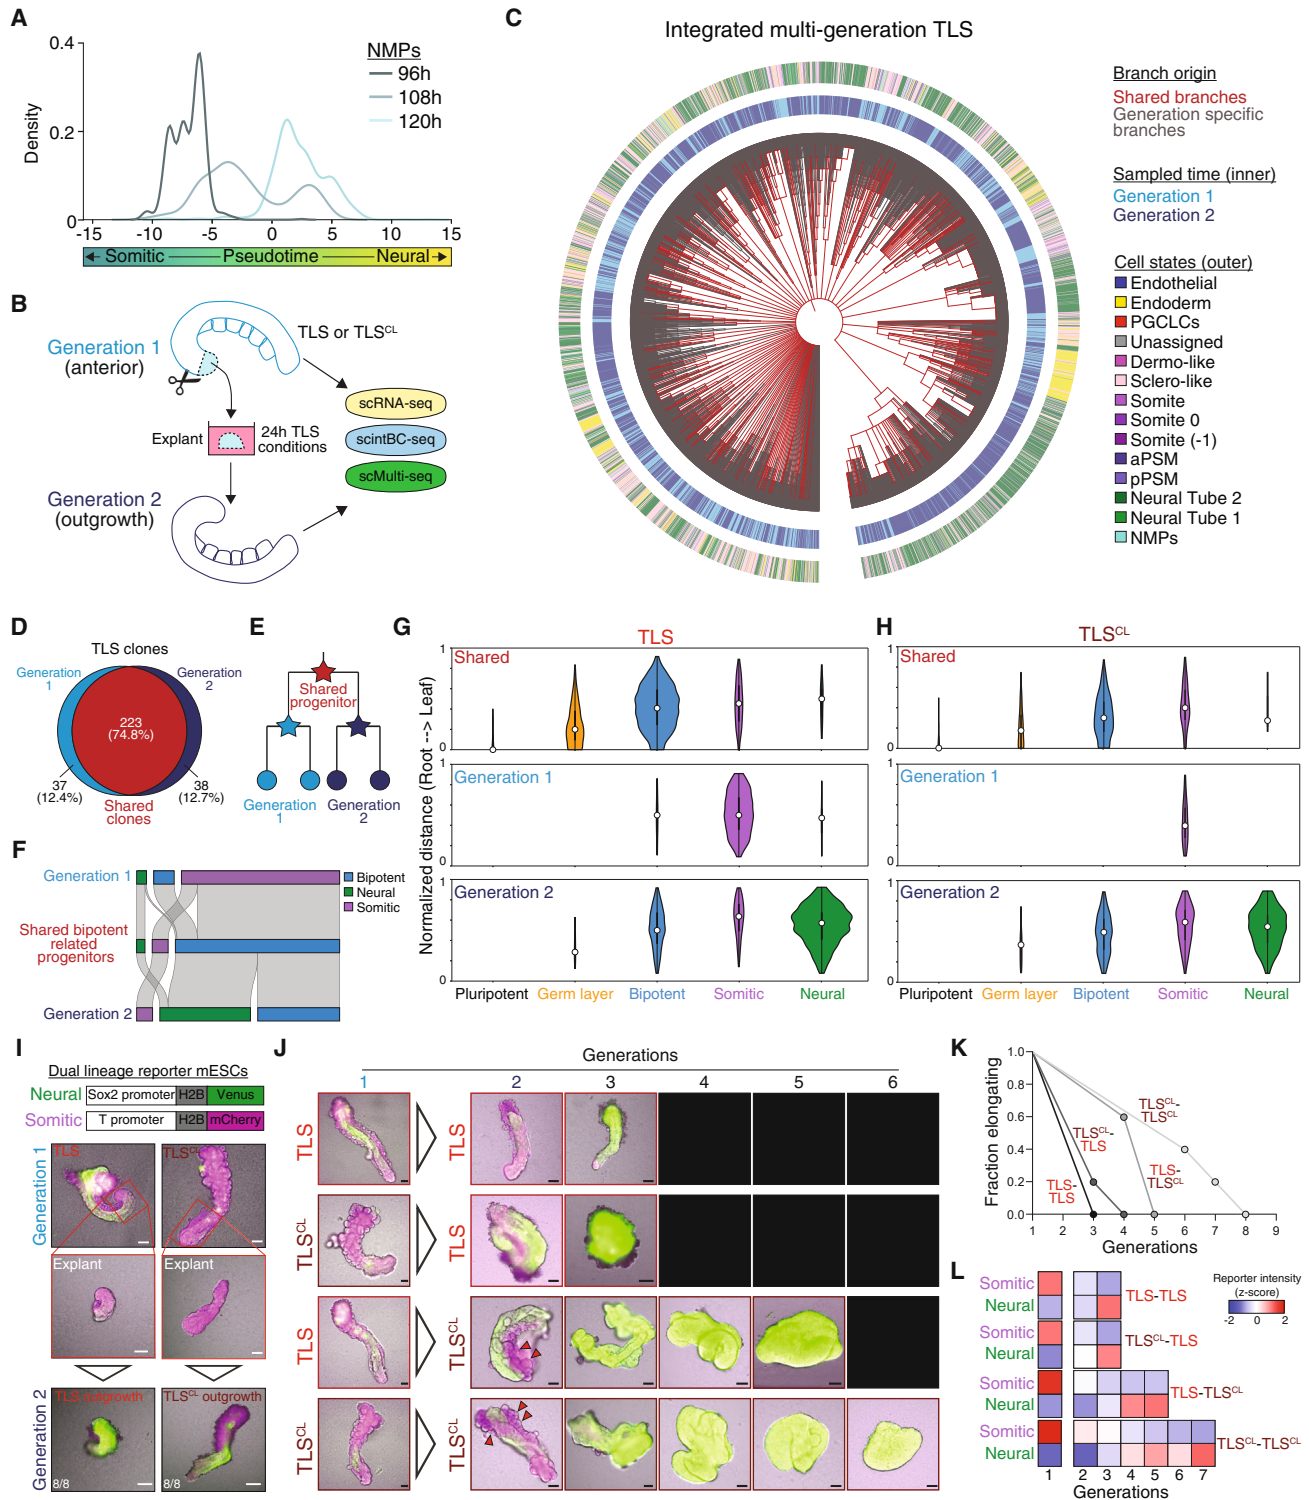 A
0.4
0.2
0
Density
NMPs
96h
108h
120h
-15
-10
-5
0
5
10
15
Somitic
Pseudotime
Neural
B
Generation 1
(anterior)
TLS or TLSCL
Explant
24h TLS
conditions
scRNA-seq
scintBC-seq
scMulti-seq
Generation 2
(outgrowth)
C
Integrated multi-generation TLS
Branch origin
Shared branches
Generation specific
branches
Sampled time (inner)
Generation 1
Generation 2
Cell states (outer)
Endothelial
Endoderm
PGCLCs
Unassigned
Dermo-like
Sclero-like
Somite
Somite 0
Somite (-1)
aPSM
pPSM
Neural Tube 2
Neural Tube 1
NMPs
D
TLS clones
Generation
1
Generation
2
223
(74.8%)
37
(12.4%)
38
(12.7%)
Shared
clones
E
Shared
progenitor
Generation
1
Generation
2
F
Generation 1
Shared bipotent
related
progenitors
Generation 2
Bipotent
Neural
Somitic
G
TLS
Normalized distance (Root --> Leaf)
1
Shared
0
1
Generation 1
0
1
Generation 2
0
Pluripotent
Germ layer
Bipotent
Somitic
Neural
H
TLSCL
1
Shared
0
1
Generation 1
0
1
Generation 2
0
Pluripotent
Germ layer
Bipotent
Somitic
Neural
I
Dual lineage reporter mESCs
Neural
Sox2 promoter
H2B
Venus
Somitic
T promoter
H2B
mCherry
Generation 1
TLS
TLSCL
Explant
Explant
Generation 2
TLS outgrowth
8/8
TLSCL outgrowth
8/8
J
Generations
1
2
3
4
5
6
TLS
TLS
TLSCL
TLS
TLS
TLSCL
TLSCL
TLSCL
K
Fraction elongating
1.0
0.8
0.6
0.4
0.2
0.0
TLSCL-
TLSCL
TLSCL-
TLS
TLS-
TLSCL
TLS-
TLS
1
2
3
4
5
6
7
8
9
Generations
L
Somitic
Neural
TLS-TLS
Somitic
Neural
TLSCL-TLS
Somitic
Neural
TLS-TLSCL
Somitic
Neural
TLSCL-TLSCL
Reporter intensity
(z-score)
-2
0
2
1
2
3
4
5
6
7
Generations